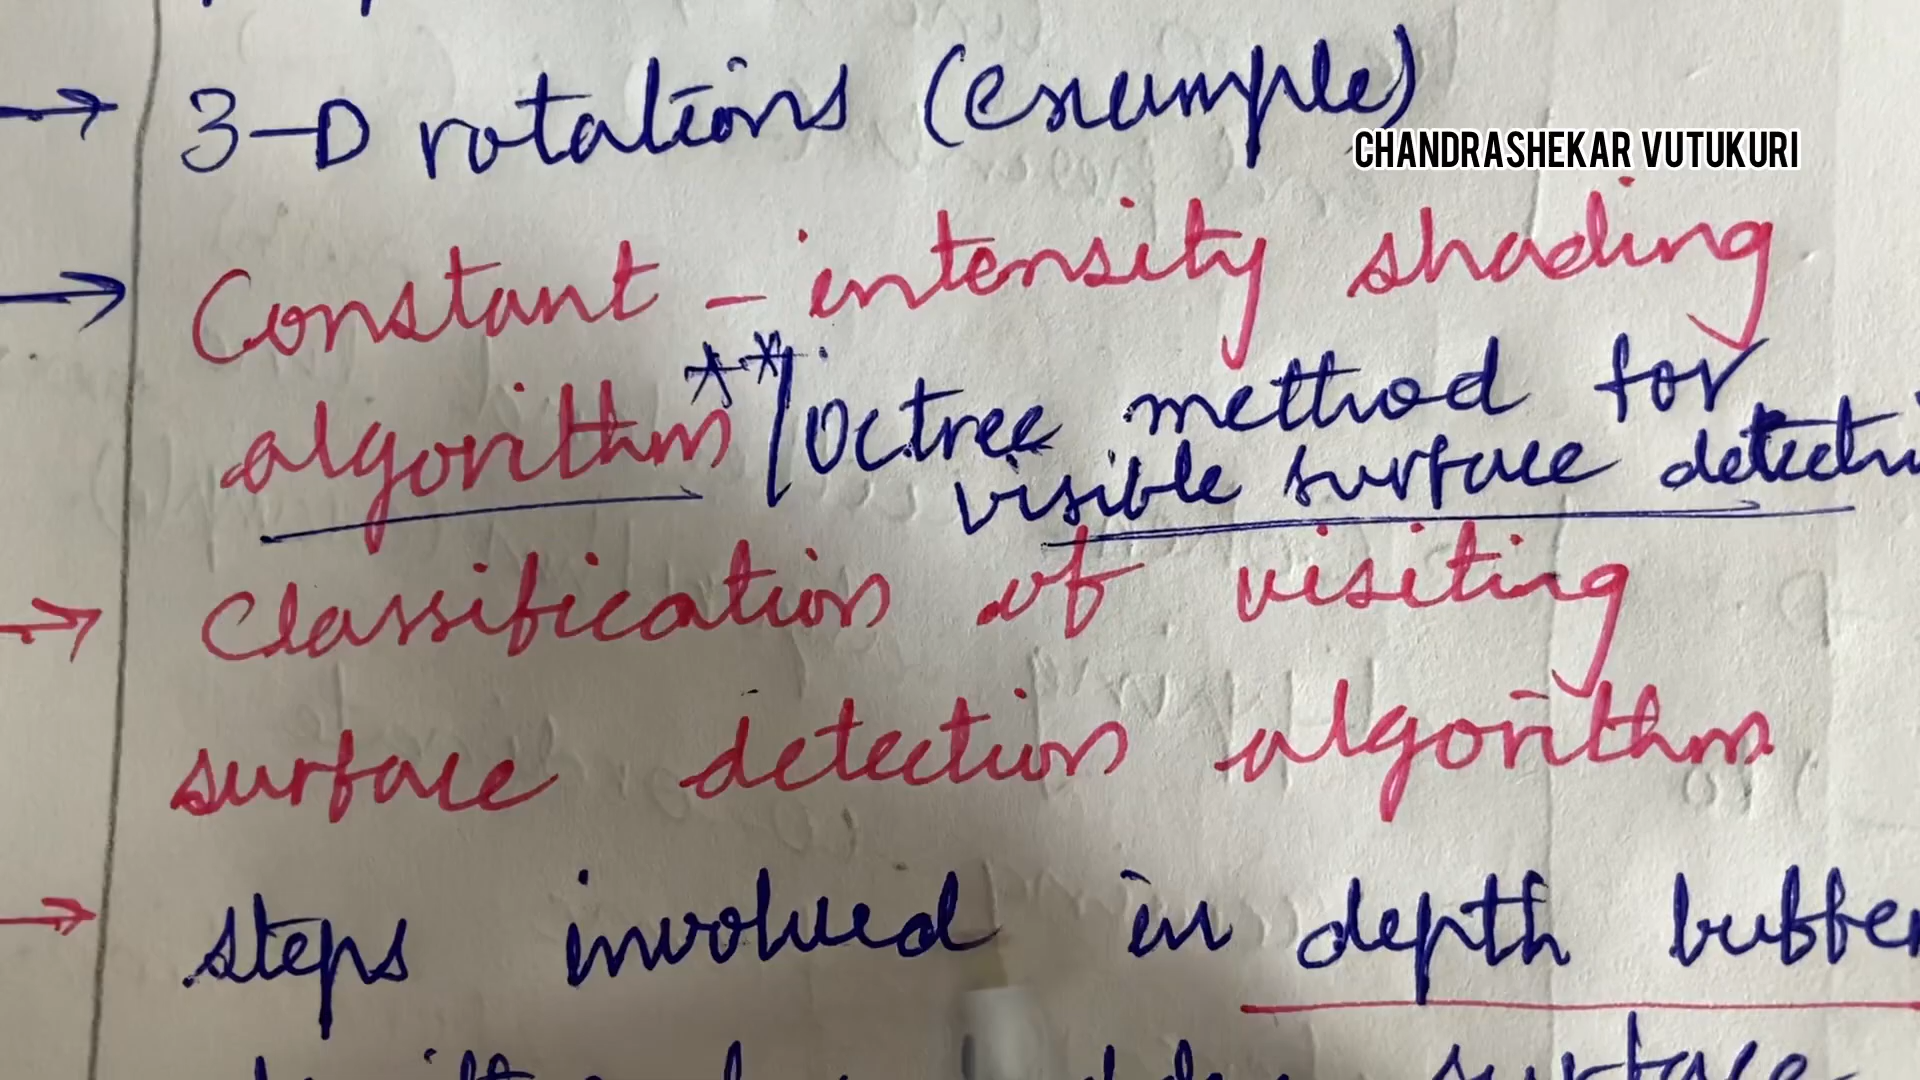 → 3-D rotations (example)
CHANDRASHEKAR VUTUKURI
→ Constant - intensity shading
algorithm ** / Octree method for
visible surface detecti
→ Classification of visiting
surface detection algorithm
→ steps involved in depth buffer
surface